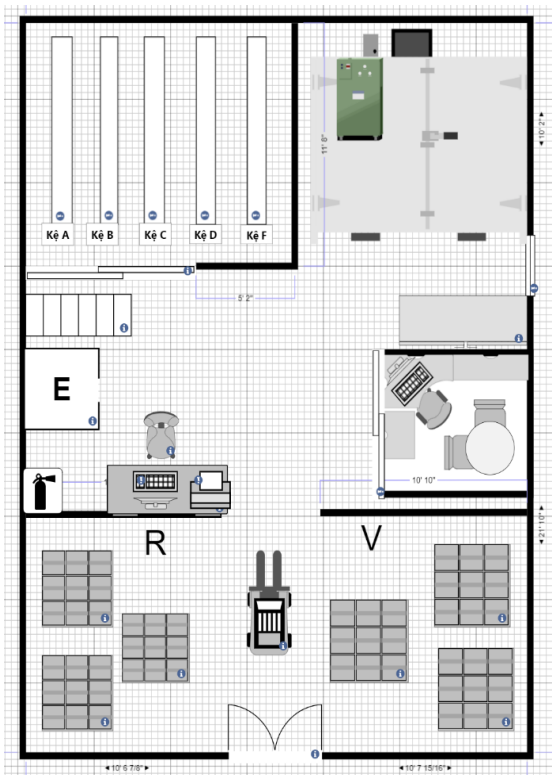 11' 8"
10' 2"
Kệ A
Kệ B
Kệ C
Kệ D
Kệ F
5' 2"
E
10' 10"
R
V
21' 10"
10' 6 7/8"
10' 7 15/16"